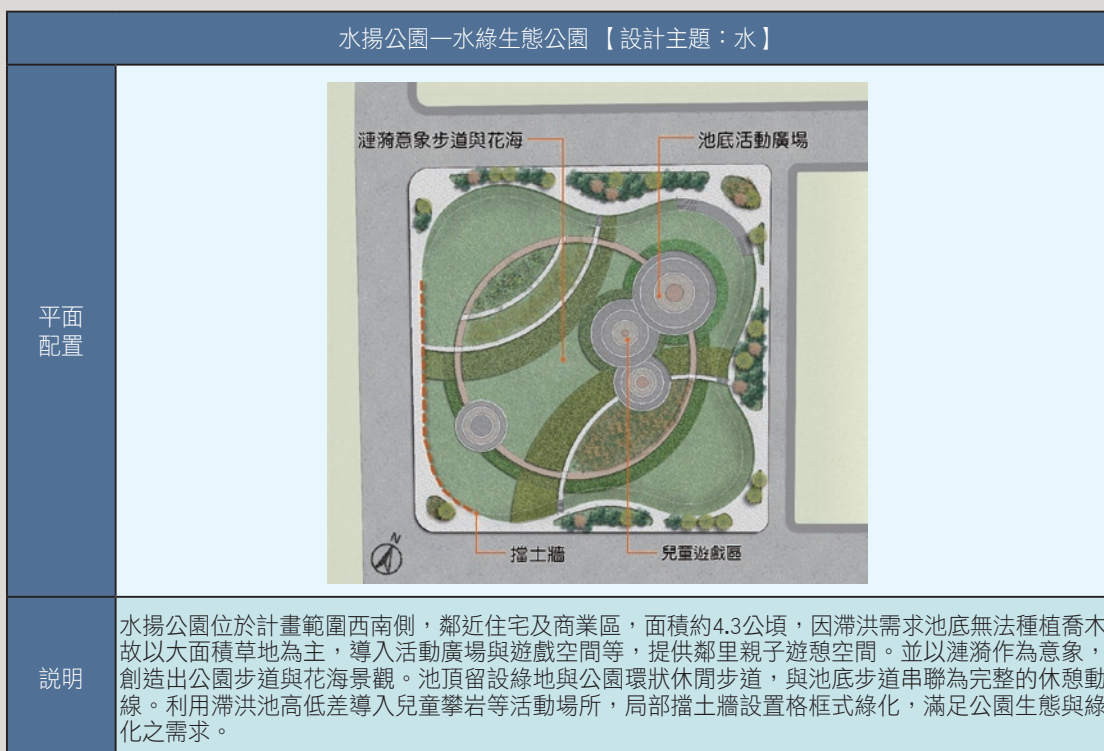 水揚公園—水綠生態公園 【設計主題：水】
漣漪意象步道與花海
池底活動廣場
平面
配置
N
擋土牆
兒童遊戲區
說明
水揚公園位於計畫範圍西南側，鄰近住宅及商業區，面積約4.3公頃，因滯洪需求池底無法種植喬木
故以大面積草地為主，導入活動廣場與遊戲空間等，提供鄰里親子遊憩空間。並以漣漪作為意象，
創造出公園步道與花海景觀。池頂留設綠地與公園環狀休閒步道，與池底步道串聯為完整的休憩動
線。利用滯洪池高低差導入兒童攀岩等活動場所，局部擋土牆設置格框式綠化，滿足公園生態與綠
化之需求。